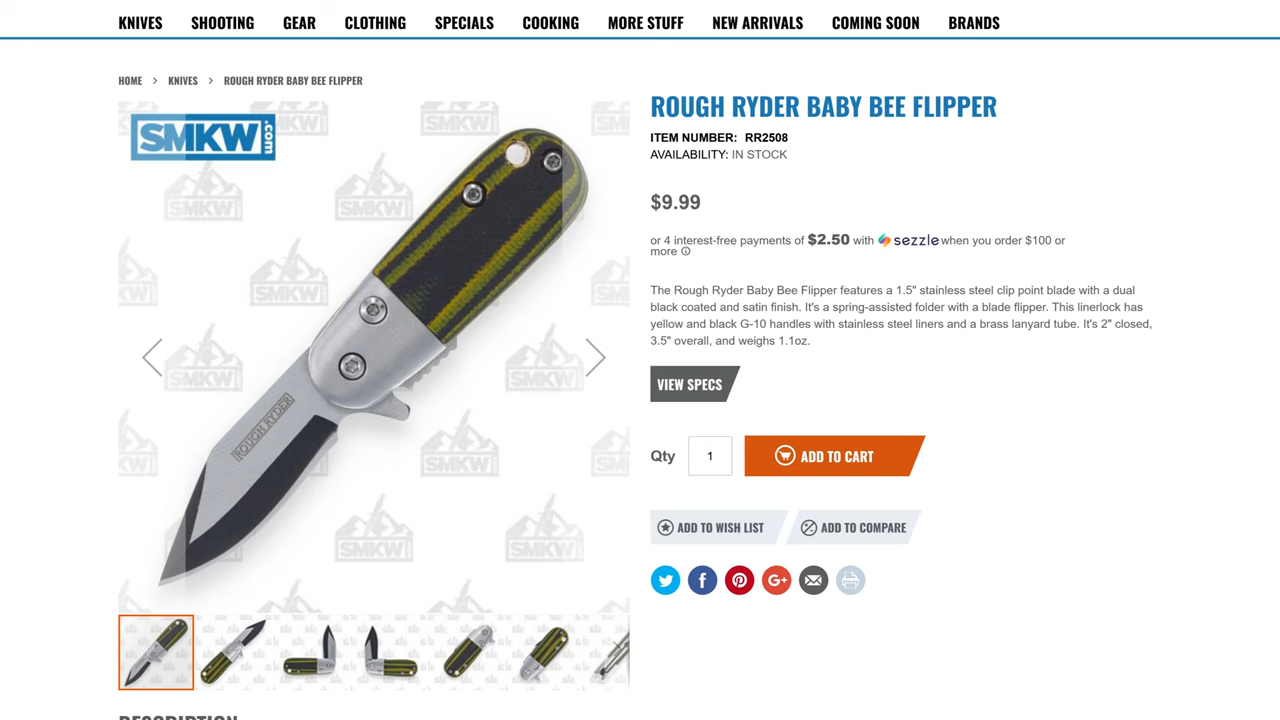 KNIVES SHOOTING GEAR CLOTHING SPECIALS COOKING MORE STUFF NEW ARRIVALS COMING SOON BRANDS
HOME > KNIVES > ROUGH RYDER BABY BEE FLIPPER
SMKW.com
ROUGH RYDER
ROUGH RYDER BABY BEE FLIPPER
ITEM NUMBER: RR2508
AVAILABILITY: IN STOCK
$9.99
or 4 interest-free payments of $2.50 with sezzle when you order $100 or
more
The Rough Ryder Baby Bee Flipper features a 1.5" stainless steel clip point blade with a dual
black coated and satin finish. It's a spring-assisted folder with a blade flipper. This linerlock has
yellow and black G-10 handles with stainless steel liners and a brass lanyard tube. It's 2" closed,
3.5" overall, and weighs 1.1oz.
VIEW SPECS
Qty 1 ADD TO CART
ADD TO WISH LIST ADD TO COMPARE
DESCRIPTION